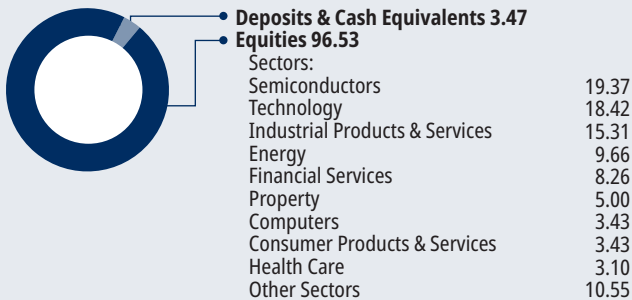 Deposits & Cash Equivalents 3.47
Equities 96.53
Sectors:
Semiconductors 19.37
Technology 18.42
Industrial Products & Services 15.31
Energy 9.66
Financial Services 8.26
Property 5.00
Computers 3.43
Consumer Products & Services 3.43
Health Care 3.10
Other Sectors 10.55